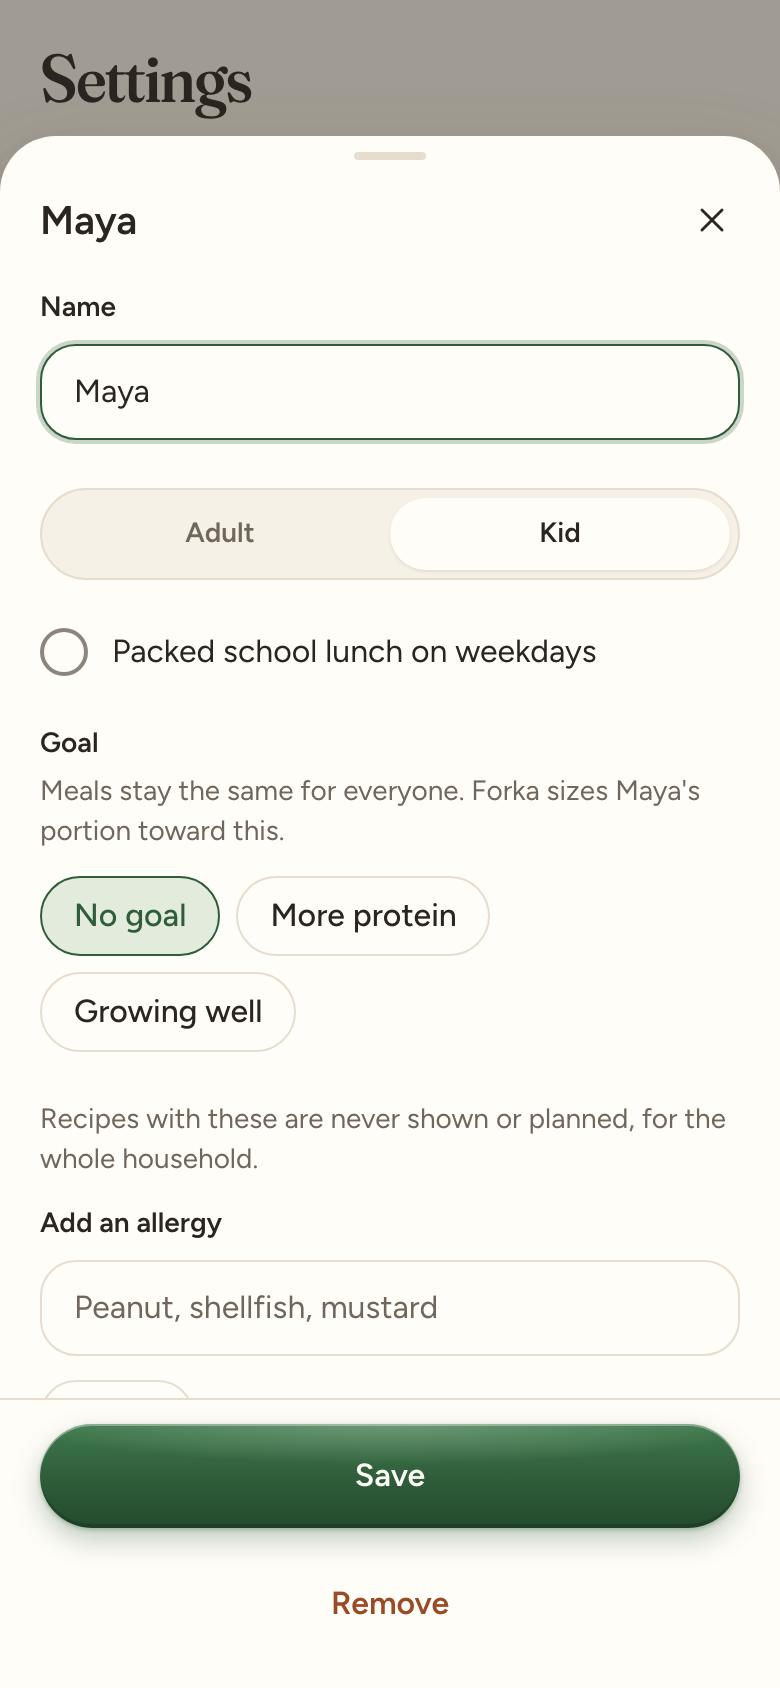 Settings
Maya
Name
Maya
Adult
Kid
Packed school lunch on weekdays
Goal
Meals stay the same for everyone. Forka sizes Maya's
portion toward this.
No goal
More protein
Growing well
Recipes with these are never shown or planned, for the
whole household.
Add an allergy
Peanut, shellfish, mustard
Save
Remove